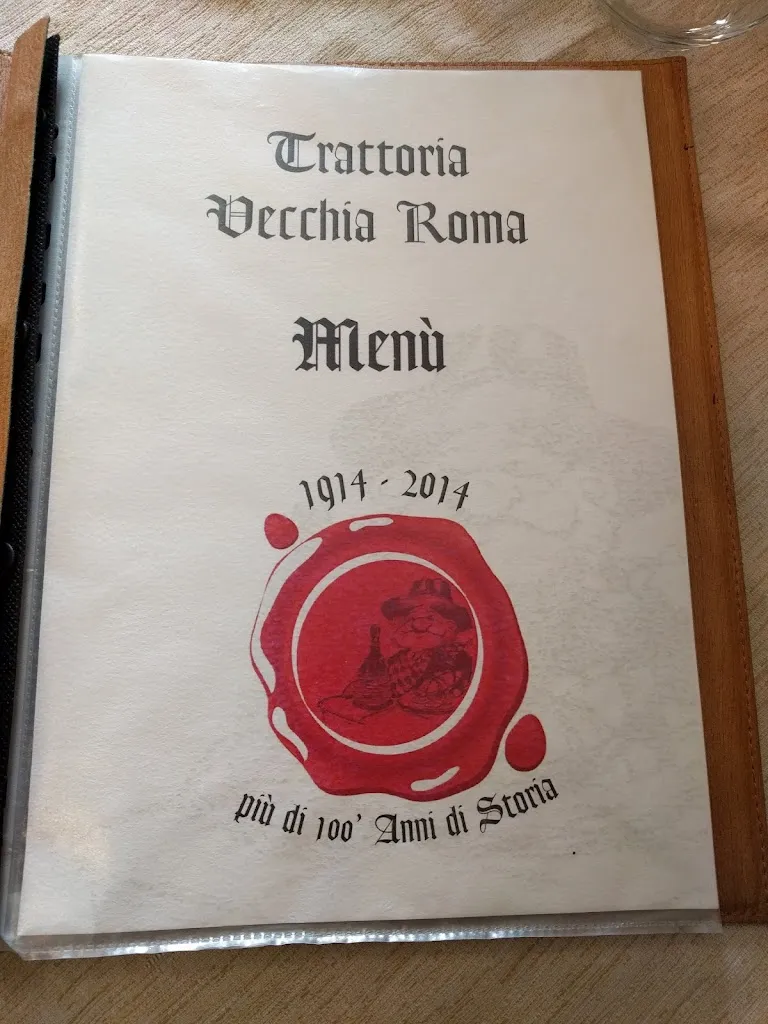 Trattoria
Vecchia Roma
Menù
1914 - 2014
più di 100' Anni di Storia